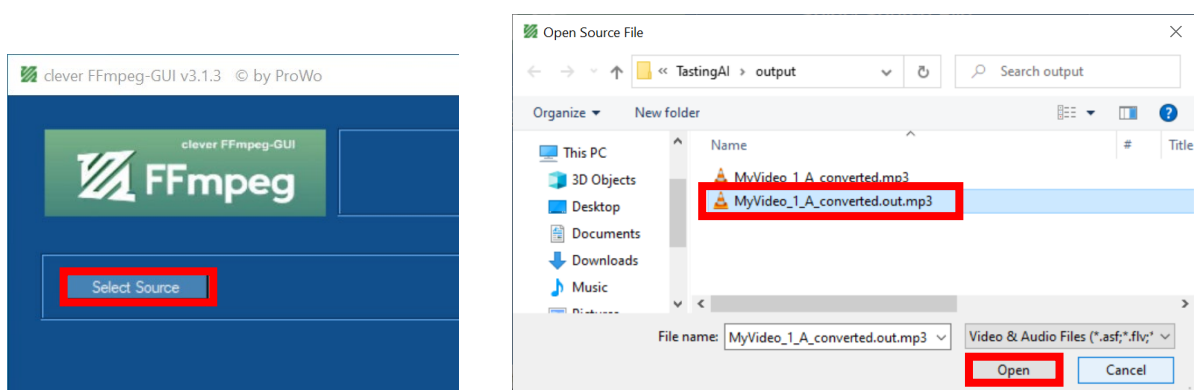 clever FFmpeg-GUI v3.1.3 © by ProWo
clever FFmpeg-GUI
FFmpeg
Select Source
Open Source File
« TastingAI › output
Search output
Organize
New folder
This PC
3D Objects
Desktop
Documents
Downloads
Music
Pictures
Name
#
Title
MyVideo_1_A_converted.mp3
MyVideo_1_A_converted.out.mp3
File name:
MyVideo_1_A_converted.out.mp3
Video & Audio Files (*.asf;*.flv;*
Open
Cancel